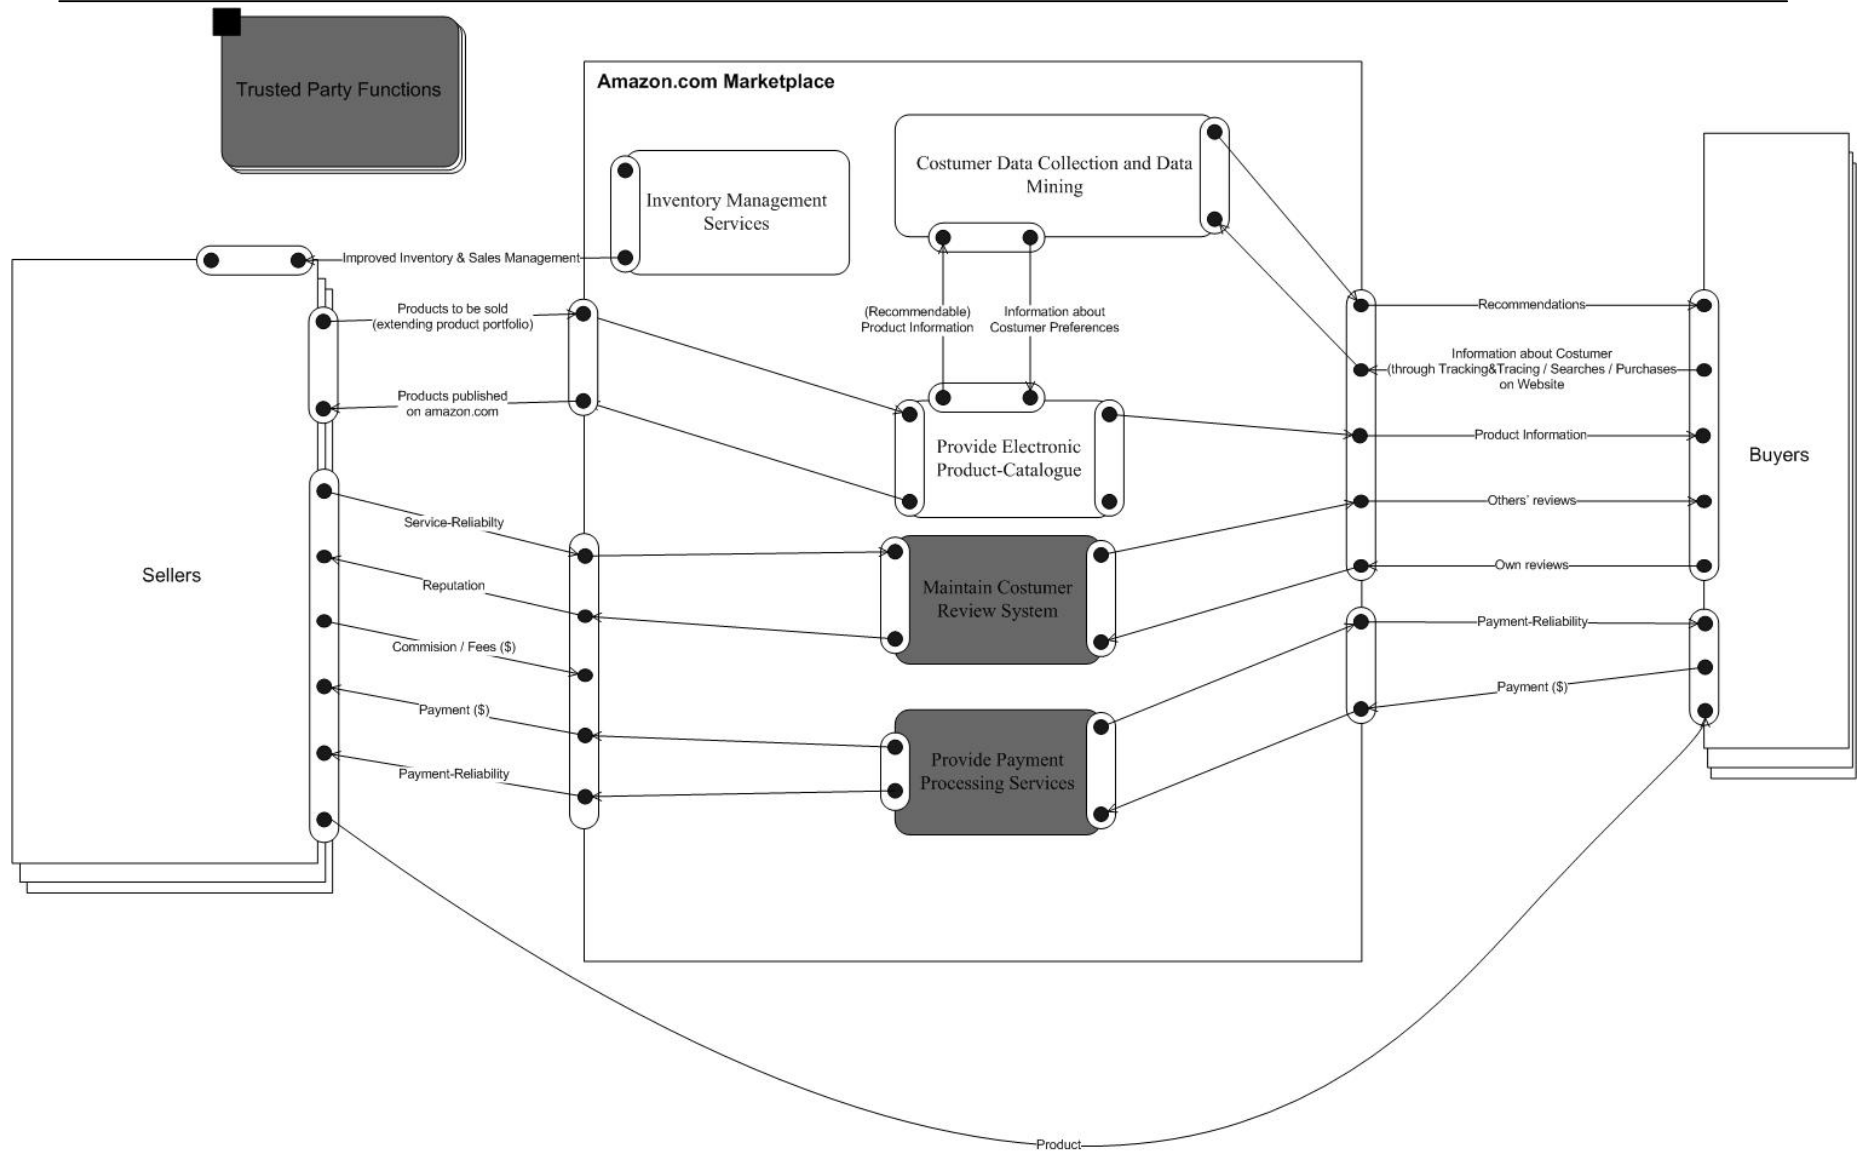 Trusted Party Functions
Amazon.com Marketplace
Costumer Data Collection and Data
Mining
Inventory Management
Services
Improved Inventory & Sales Management
Products to be sold
(extending product portfolio)
(Recommendable)
Product Information
Information about
Costumer Preferences
Recommendations
Information about Costumer
(through Tracking&Tracing / Searches / Purchases
on Website
Products published
on amazon.com
Provide Electronic
Product-Catalogue
Product Information
Buyers
Others' reviews
Service-Reliabilty
Sellers
Reputation
Maintain Costumer
Review System
Own reviews
Commision / Fees ($)
Payment-Reliability
Payment ($)
Payment ($)
Provide Payment
Processing Services
Payment-Reliability
Product